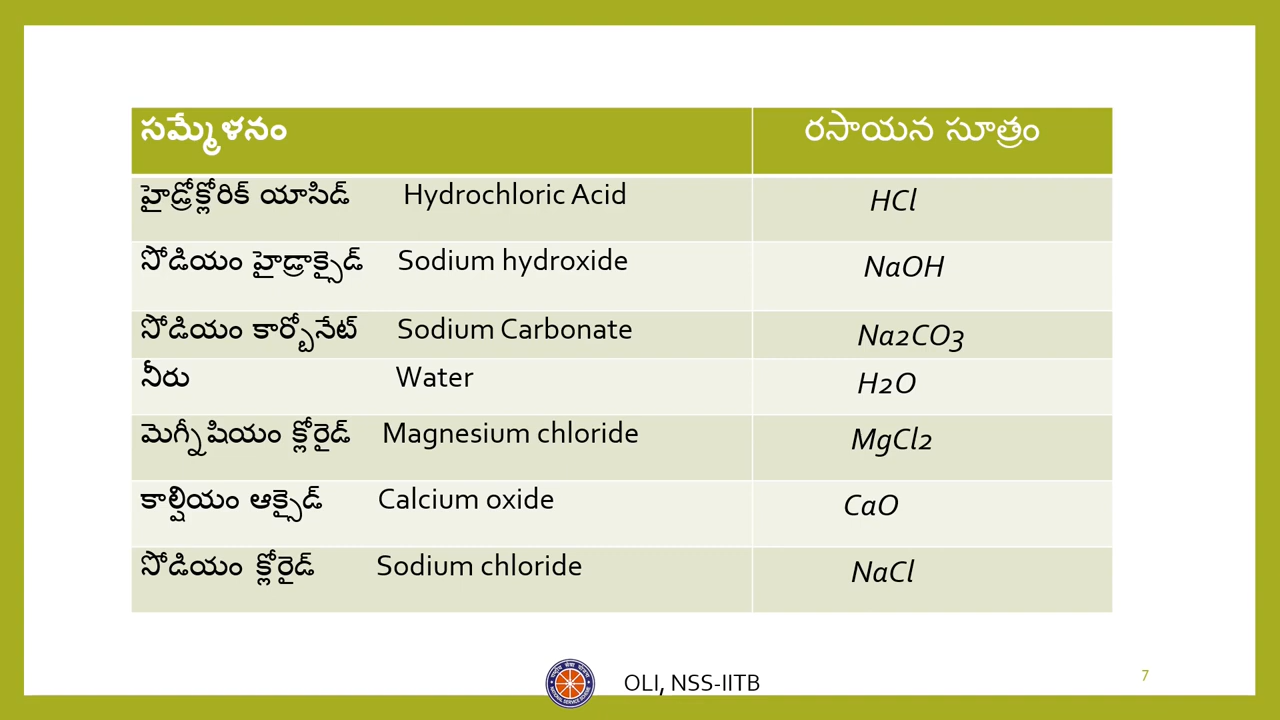 సమ్మేళనం రసాయన సూత్రం
హైడ్రోక్లోరిక్ యాసిడ్ Hydrochloric Acid HCl
సోడియం హైడ్రాక్సైడ్ Sodium hydroxide NaOH
సోడియం కార్బోనేట్ Sodium Carbonate Na2CO3
నీరు Water H2O
మెగ్నీషియం క్లోరైడ్ Magnesium chloride MgCl2
కాల్షియం ఆక్సైడ్ Calcium oxide CaO
సోడియం క్లోరైడ్ Sodium chloride NaCl
OLI, NSS-IITB
7